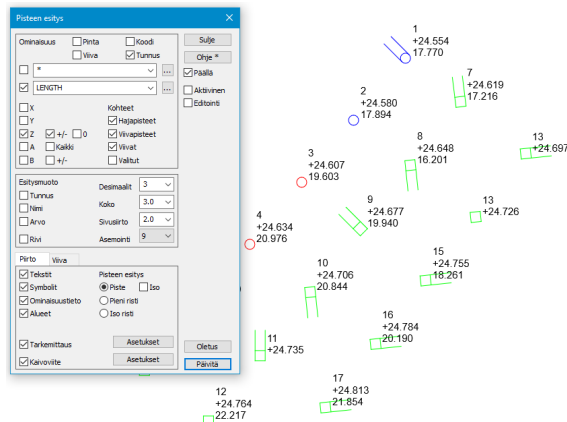 Pisteen esitys
Ominaisuus
Pinta
Koodi
Viiva
Tunnus
*
...
LENGTH
...
X
Y
Z
+/-
0
A
Kaikki
B
+/-
Kohteet
Hajapisteet
Viivapisteet
Viivat
Valitut
Sulje
Ohje *
Päällä
Aktiivinen
Editointi
Esitysmuoto
Tunnus
Nimi
Arvo
Rivi
Desimaalit
3
Koko
3.0
Sivusiirto
2.0
Asemointi
9
Piirto
Viiva
Tekstit
Symbolit
Ominaisuustieto
Alueet
Pisteen esitys
Piste
Iso
Pieni risti
Iso risti
Tarkemittaus
Asetukset
Kaivoviite
Asetukset
Oletus
Päivitä
1
+24.554
17.770
7
+24.619
17.216
2
+24.580
17.894
8
+24.648
16.201
13
+24.697
3
+24.607
19.603
9
+24.677
19.940
13
+24.726
4
+24.634
20.976
10
+24.706
20.844
15
+24.755
18.261
11
+24.735
16
+24.784
20.190
12
+24.764
22.217
17
+24.813
21.854